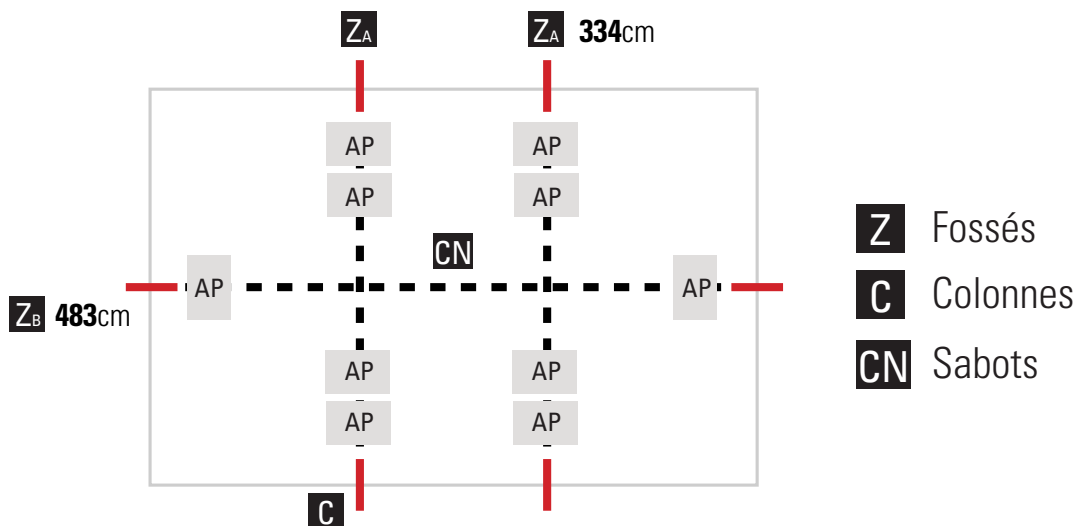 ZA ZA 334cm
AP AP
AP AP
CN
AP AP
ZB 483cm
AP AP
AP AP
C
Z Fossés
C Colonnes
CN Sabots